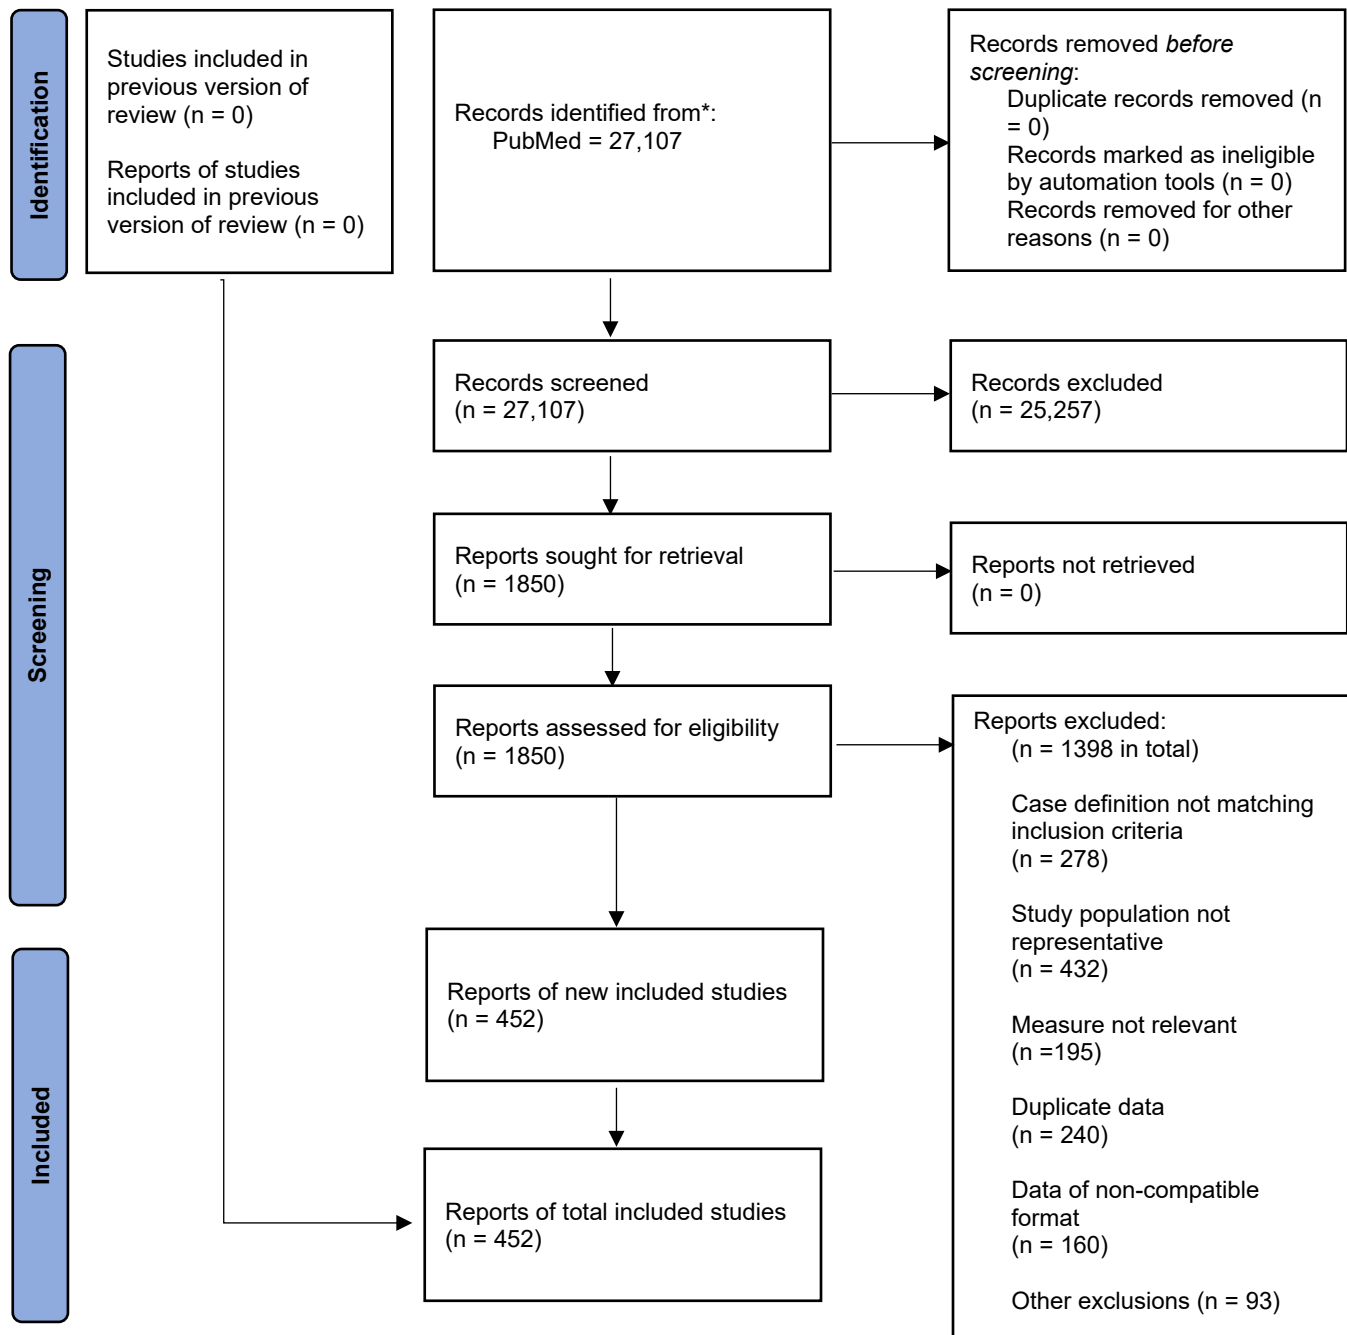 Identification
Studies included in
previous version of
review (n = 0)
Reports of studies
included in previous
version of review (n = 0)
Records identified from*:
PubMed = 27,107
Records removed before
screening:
Duplicate records removed (n
= 0)
Records marked as ineligible
by automation tools (n = 0)
Records removed for other
reasons (n = 0)
Screening
Records screened
(n = 27,107)
Records excluded
(n = 25,257)
Reports sought for retrieval
(n = 1850)
Reports not retrieved
(n = 0)
Reports assessed for eligibility
(n = 1850)
Reports excluded:
(n = 1398 in total)
Case definition not matching
inclusion criteria
(n = 278)
Study population not
representative
(n = 432)
Measure not relevant
(n =195)
Duplicate data
(n = 240)
Data of non-compatible
format
(n = 160)
Other exclusions (n = 93)
Included
Reports of new included studies
(n = 452)
Reports of total included studies
(n = 452)